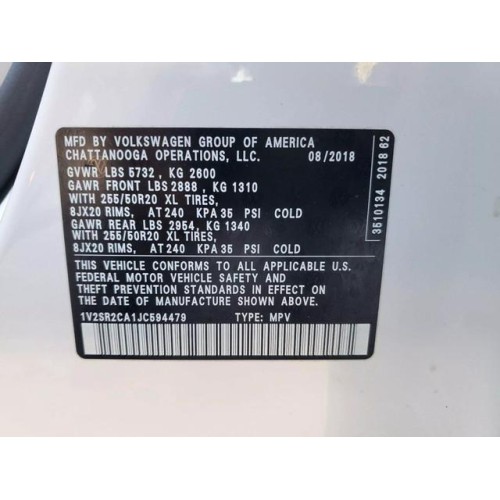 MFD BY VOLKSWAGEN GROUP OF AMERICA
CHATTANOOGA OPERATIONS, LLC. 08/2018
GVWR LBS 5732, KG 2600
GAWR FRONT LBS 2888, KG 1310
WITH 255/50R20 XL TIRES,
8JX20 RIMS, AT 240 KPA 35 PSI COLD
GAWR REAR LBS 2954, KG 1340
WITH 255/50R20 XL TIRES,
8JX20 RIMS, AT 240 KPA 35 PSI COLD
THIS VEHICLE CONFORMS TO ALL APPLICABLE U.S.
FEDERAL MOTOR VEHICLE SAFETY AND
THEFT PREVENTION STANDARDS IN EFFECT ON THE
DATE OF MANUFACTURE SHOWN ABOVE.
1V2SR2CA1JC594479 TYPE: MPV
3510134 2018 62